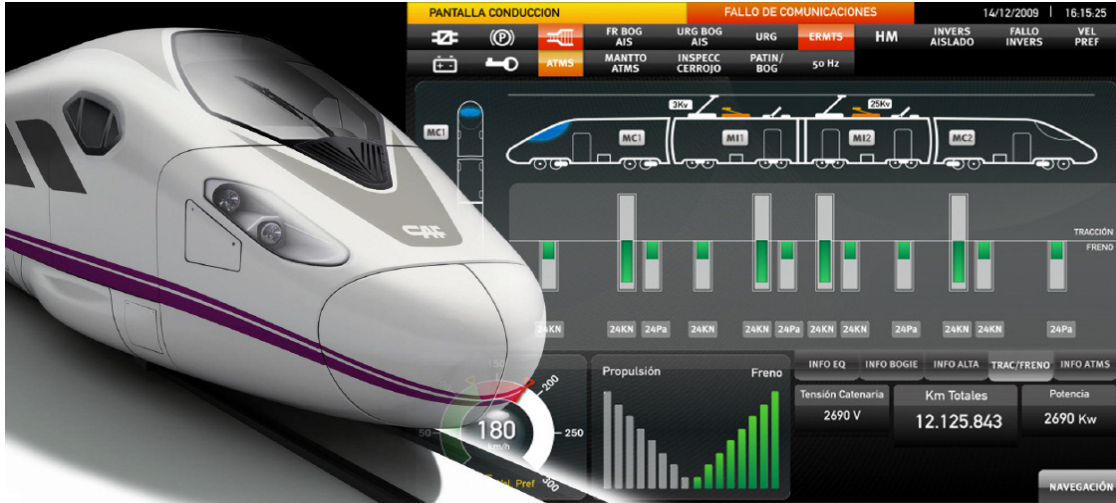 PANTALLA CONDUCCION
FALLO DE COMUNICACIONES
14/12/2009 | 16:15:25
FR BOG
AIS
URG BOG
AIS
URG
ERMTS
HM
INVERS
AISLADO
FALLO
INVERS
VEL
PREF
ATMS
MANTTO
ATMS
INSPECC
CERROJO
PATIN/
BOG
50 Hz
3Kv
25Kv
MC1
MC1
MI1
MI2
MC2
CAF
TRACCIÓN
FRENO
24KN 24KN 24Pa 24KN 24KN 24Pa 24KN 24KN 24Pa 24KN 24KN 24Pa
INFO EQ INFO BOGIE INFO ALTA TRAC/FRENO INFO ATMS
Propulsión Freno
150
200
50
180
km/h
250
300
Vel Pref
Tensión Catenaria
2690 V
Km Totales
12.125.843
Potencia
2690 Kw
NAVEGACIÓN